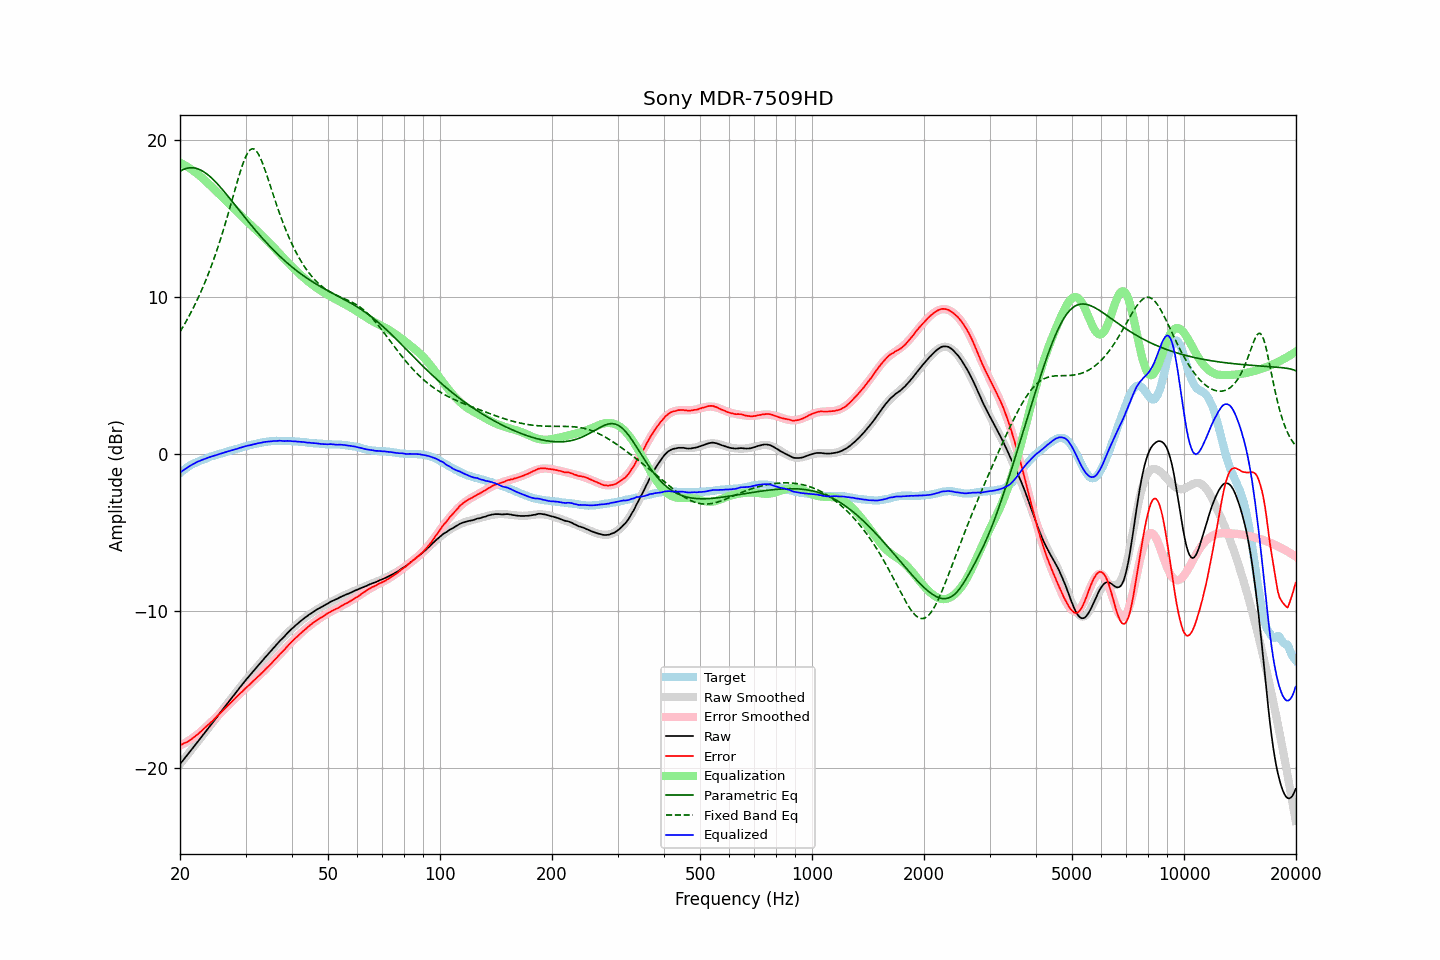 Sony MDR-7509HD
Amplitude (dBr)
20
10
0
−10
−20
Target
Raw Smoothed
Error Smoothed
Raw
Error
Equalization
Parametric Eq
Fixed Band Eq
Equalized
20 50 100 200 500 1000 2000 5000 10000 20000
Frequency (Hz)